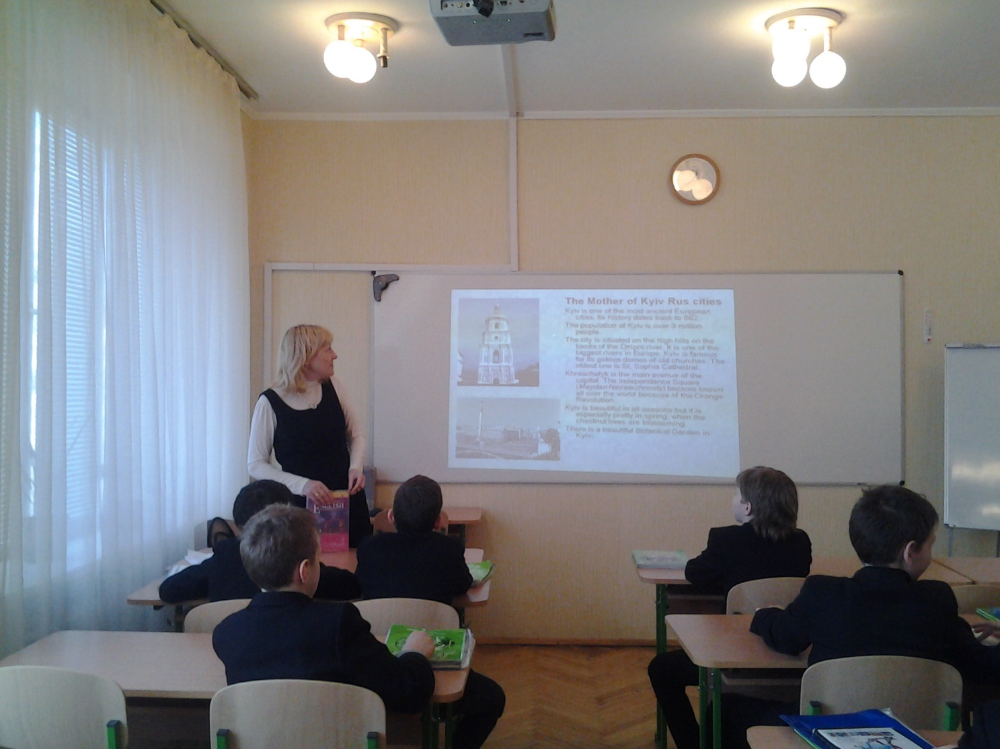 The Mother of Kyiv Rus cities
Kyiv is one of the most ancient European
cities. Its history dates back to 862.
The population of Kyiv is over 3 million
people.
The city is situated on the high hills on the
banks of the Dnipro river. It is one of the
biggest rivers in Europe. Kyiv is famous
for its golden domes of old churches. The
oldest one is St. Sophia Cathedral.
Khreschatyk is the main avenue of the
capital. The Independence Square
(Maydan Nezalezhnosty) became known
all over the world because of the Orange
Revolution.
Kyiv is beautiful in all seasons but it is
especially pretty in spring, when the
chestnut trees are blossoming.
There is a beautiful Botanical Garden in
Kyiv.
ENGLISH